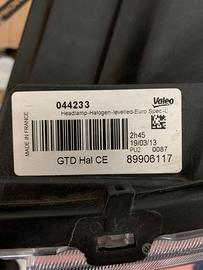 044233
Valeo
Headlamp-Halogen-levelled-Euro Spec-L
MADE IN FRANCE
2h45
19/03/13
PU2 0087
GTD Hal CE
89906117